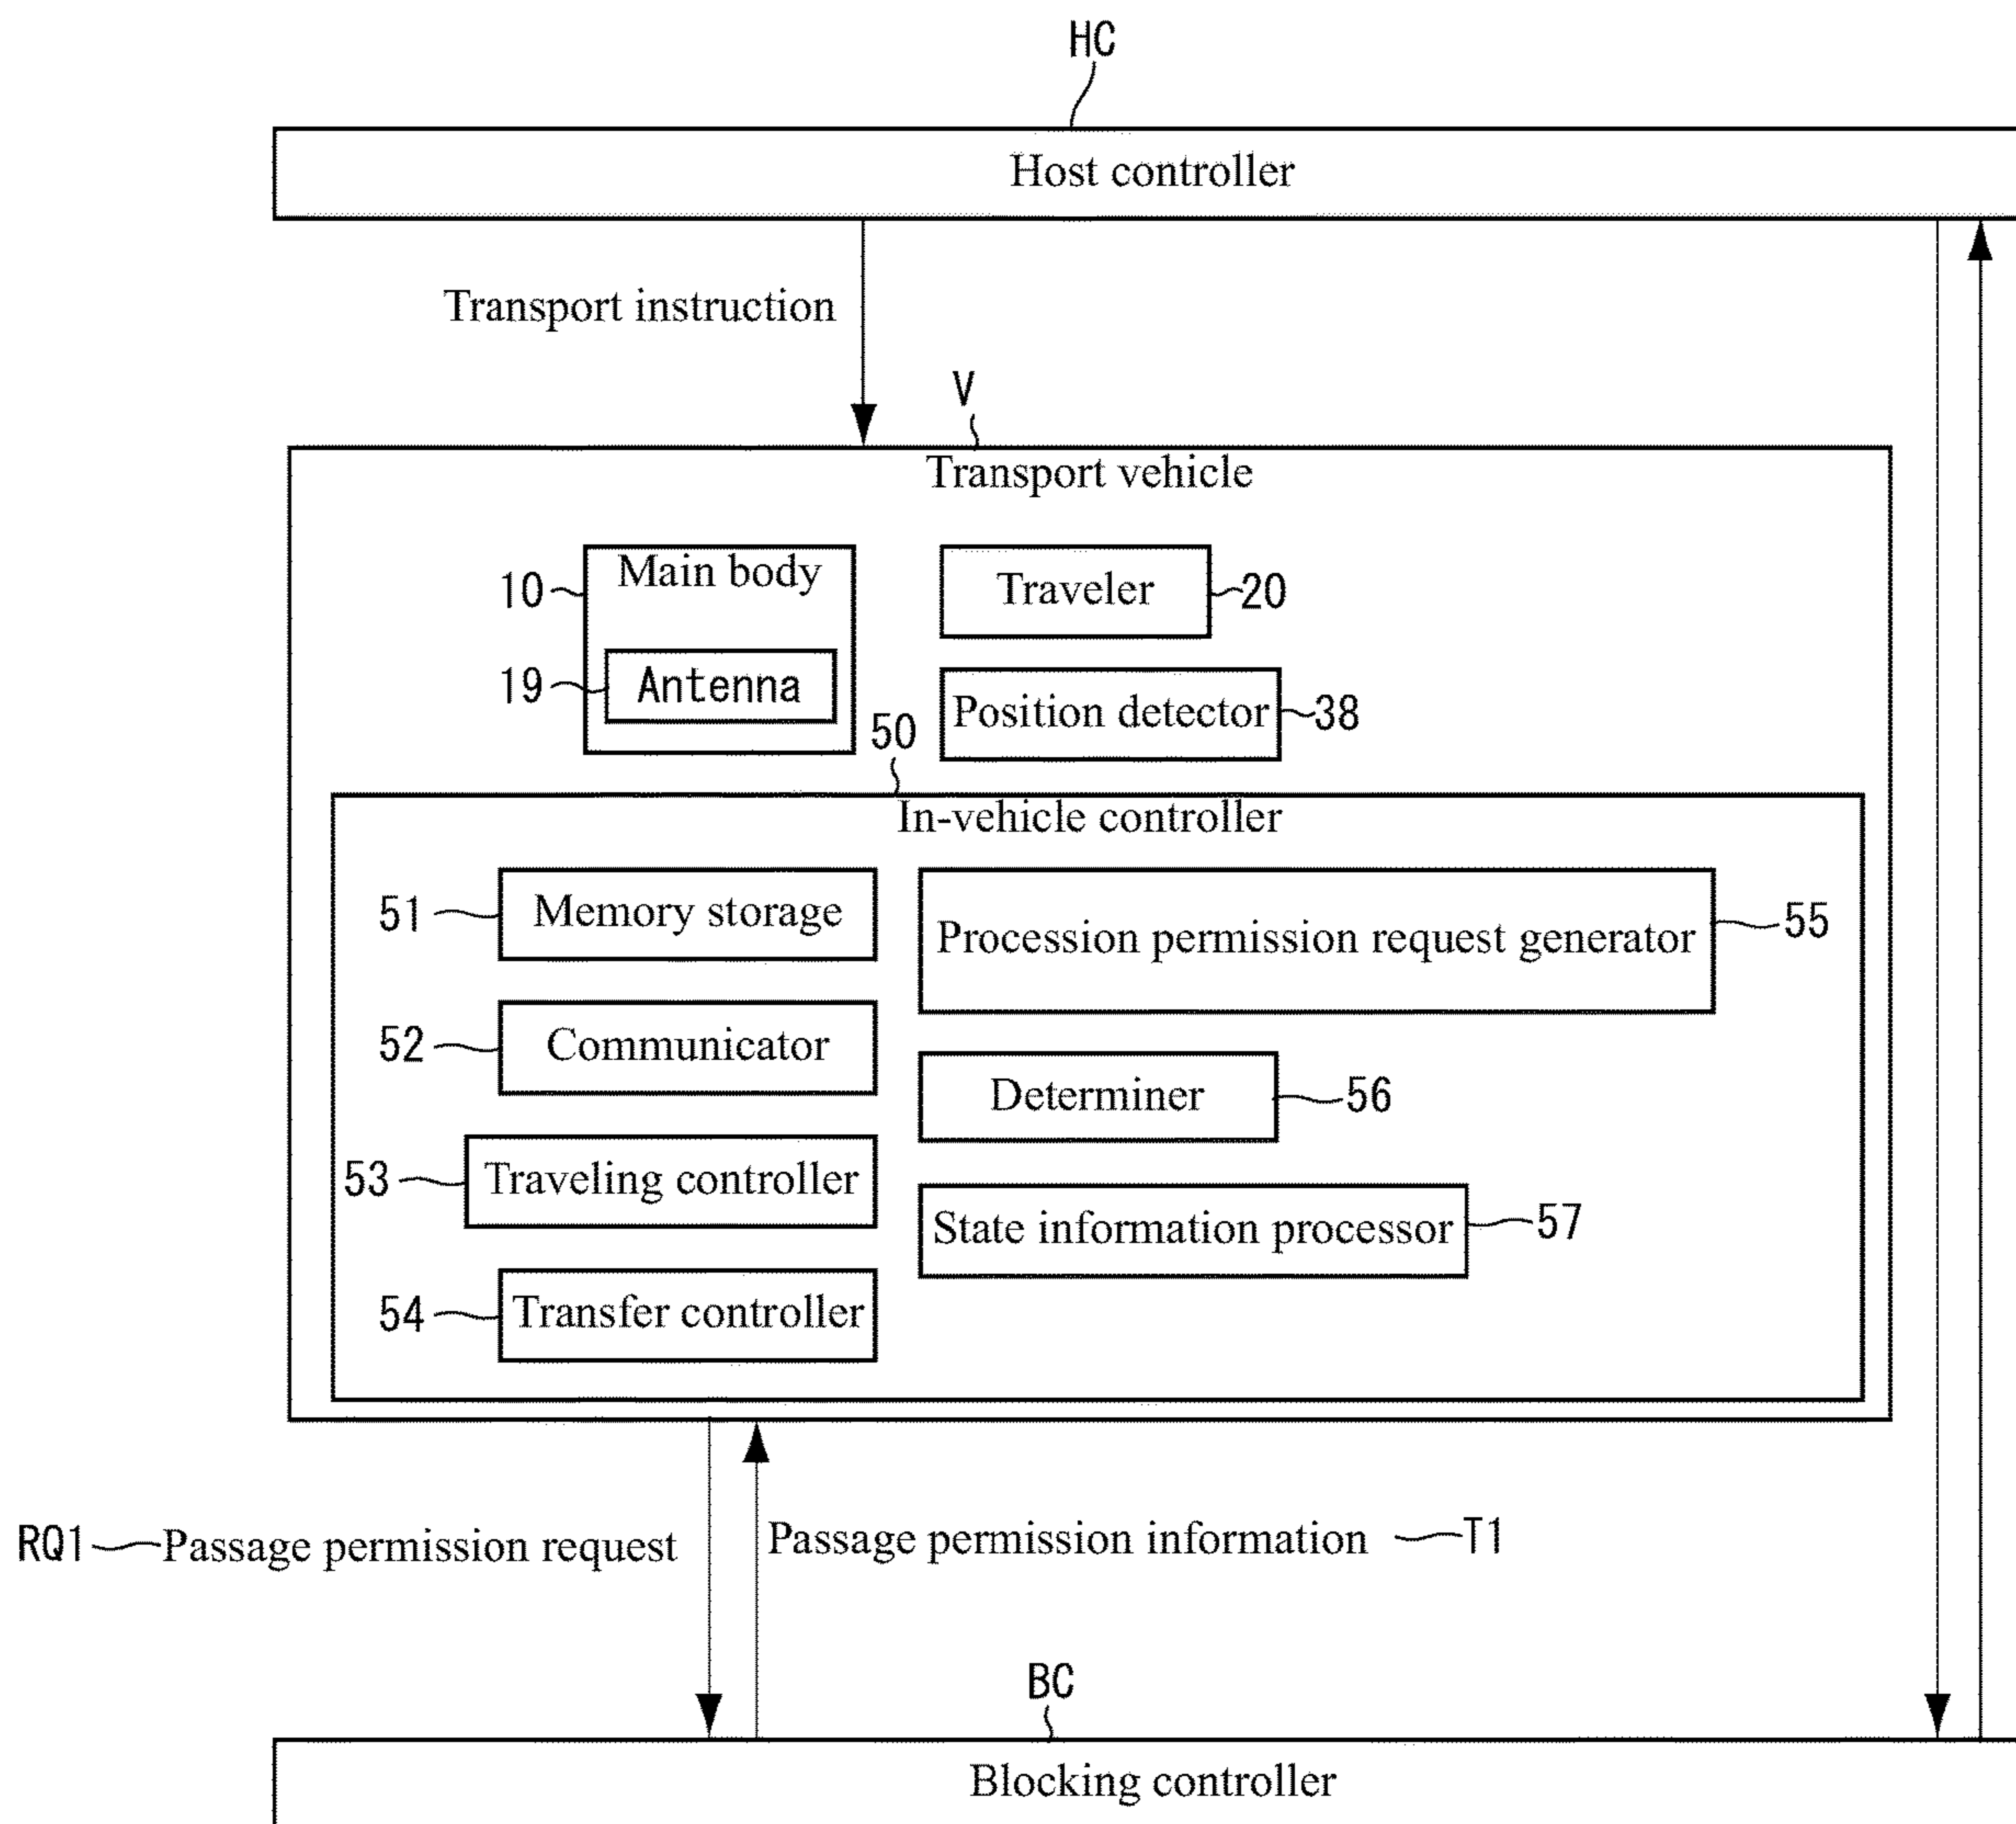 HC
Host controller
Transport instruction
V
Transport vehicle
10
Main body
Traveler
20
19
Antenna
Position detector
38
50
In-vehicle controller
51
Memory storage
Procession permission request generator
55
52
Communicator
Determiner
56
53
Traveling controller
State information processor
57
54
Transfer controller
RQ1
Passage permission request
Passage permission information
T1
BC
Blocking controller